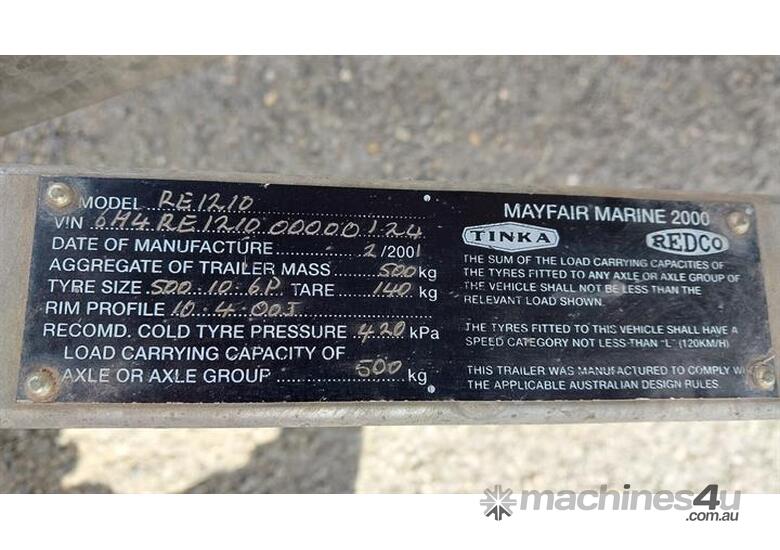 MODEL RE1210
VIN 6H4RE121000000124
DATE OF MANUFACTURE 2/2001
AGGREGATE OF TRAILER MASS 500 kg
TYRE SIZE 500·10·6P TARE 140 kg
RIM PROFILE 10·4·00J
RECOMD. COLD TYRE PRESSURE 420 kPa
LOAD CARRYING CAPACITY OF
AXLE OR AXLE GROUP 500 kg
MAYFAIR MARINE 2000
TINKA REDCO
THE SUM OF THE LOAD CARRYING CAPACITIES OF
THE TYRES FITTED TO ANY AXLE OR AXLE GROUP OF
THE VEHICLE SHALL NOT BE LESS THAN THE
RELEVANT LOAD SHOWN.
THE TYRES FITTED TO THIS VEHICLE SHALL HAVE A
SPEED CATEGORY NOT LESS THAN "L" (120KM/H)
THIS TRAILER WAS MANUFACTURED TO COMPLY WI
THE APPLICABLE AUSTRALIAN DESIGN RULES
machines4u
.com.au